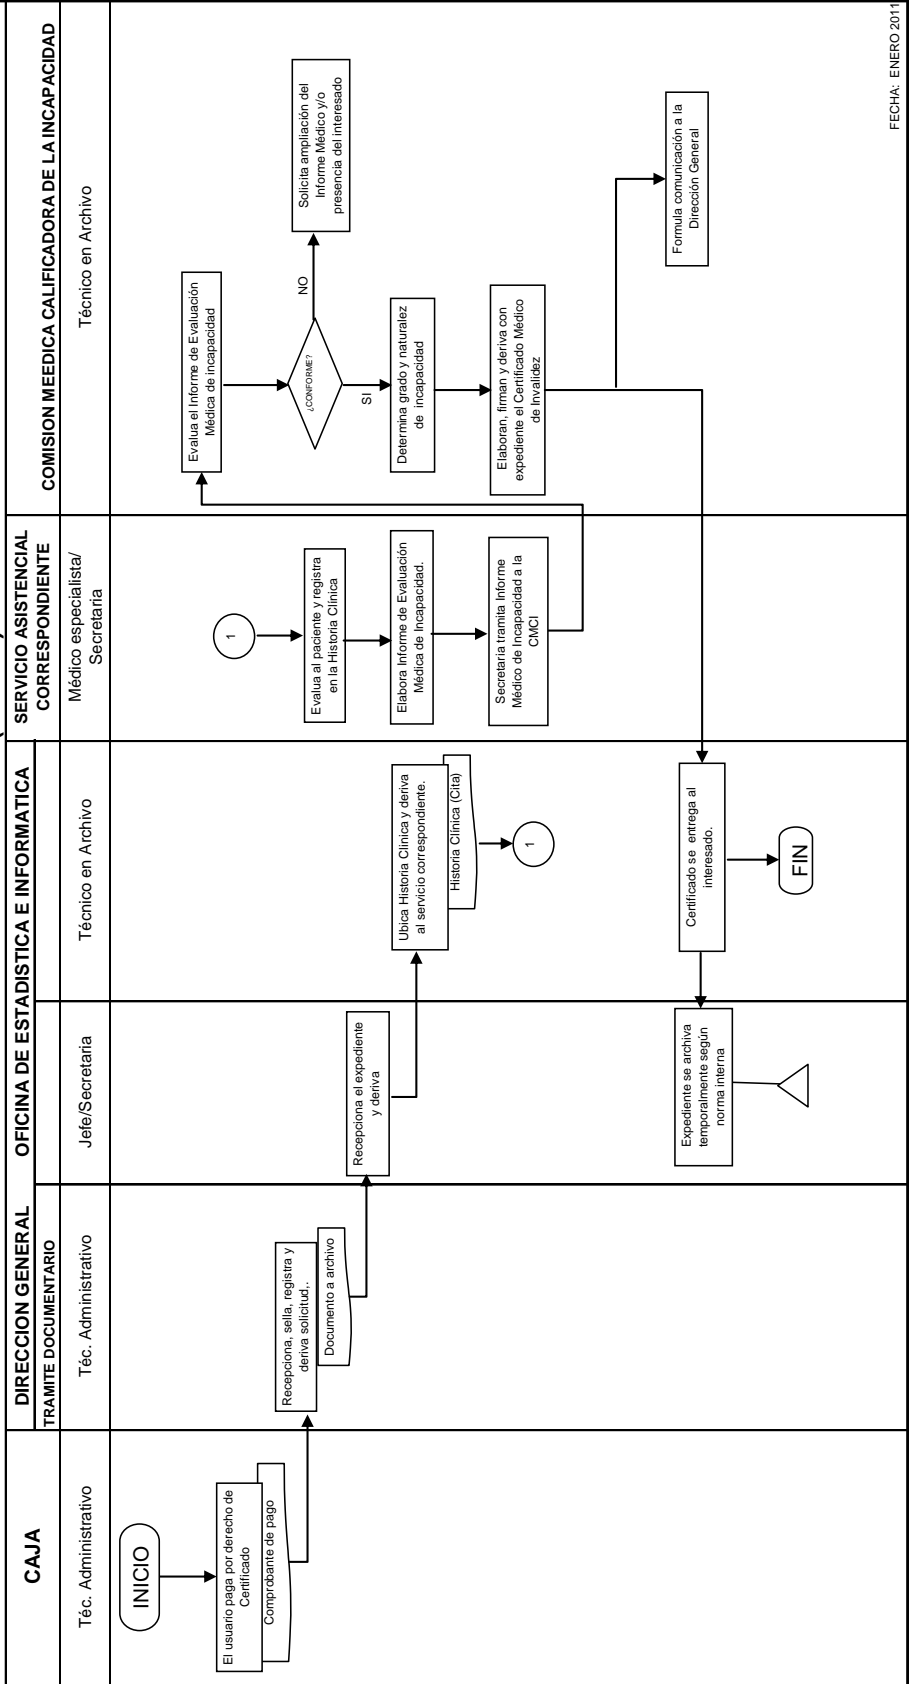 CAJA
DIRECCION GENERAL
TRAMITE DOCUMENTARIO
OFICINA DE ESTADISTICA E INFORMATICA
SERVICIO ASISTENCIAL
CORRESPONDIENTE
COMISION MEEDICA CALIFICADORA DE LA INCAPACIDAD
Téc. Administrativo
Téc. Administrativo
Jefe/Secretaria
Técnico en Archivo
Médico especialista/
Secretaria
Técnico en Archivo
INICIO
El usuario paga por derecho de
Certificado
Comprobante de pago
Recepciona, sella, registra y
deriva solicitud,.
Documento a archivo
Recepciona el expediente
y deriva
Ubica Historia Clínica y deriva
al servicio correspondiente.
Historia Clínica (Cita)
1
1
Evalua al paciente y registra
en la Historia Clínica
Elabora Informe de Evaluación
Médica de Incapacidad.
Secretaria tramita Informe
Médico de Incapacidad a la
CMCI
Evalua el Informe de Evaluación
Médica de incapacidad
¿CONFORME?
NO
Solicita ampliación del
Informe Médico y/o
presencia del interesado
SI
Determina grado y naturalez
de incapacidad
Elaboran, firman y deriva con
expediente el Certificado Médico
de Invalidez
Formula comunicación a la
Dirección General
Certificado se entrega al
interesado.
FIN
Expediente se archiva
temporalmente según
norma interna
FECHA: ENERO 2011